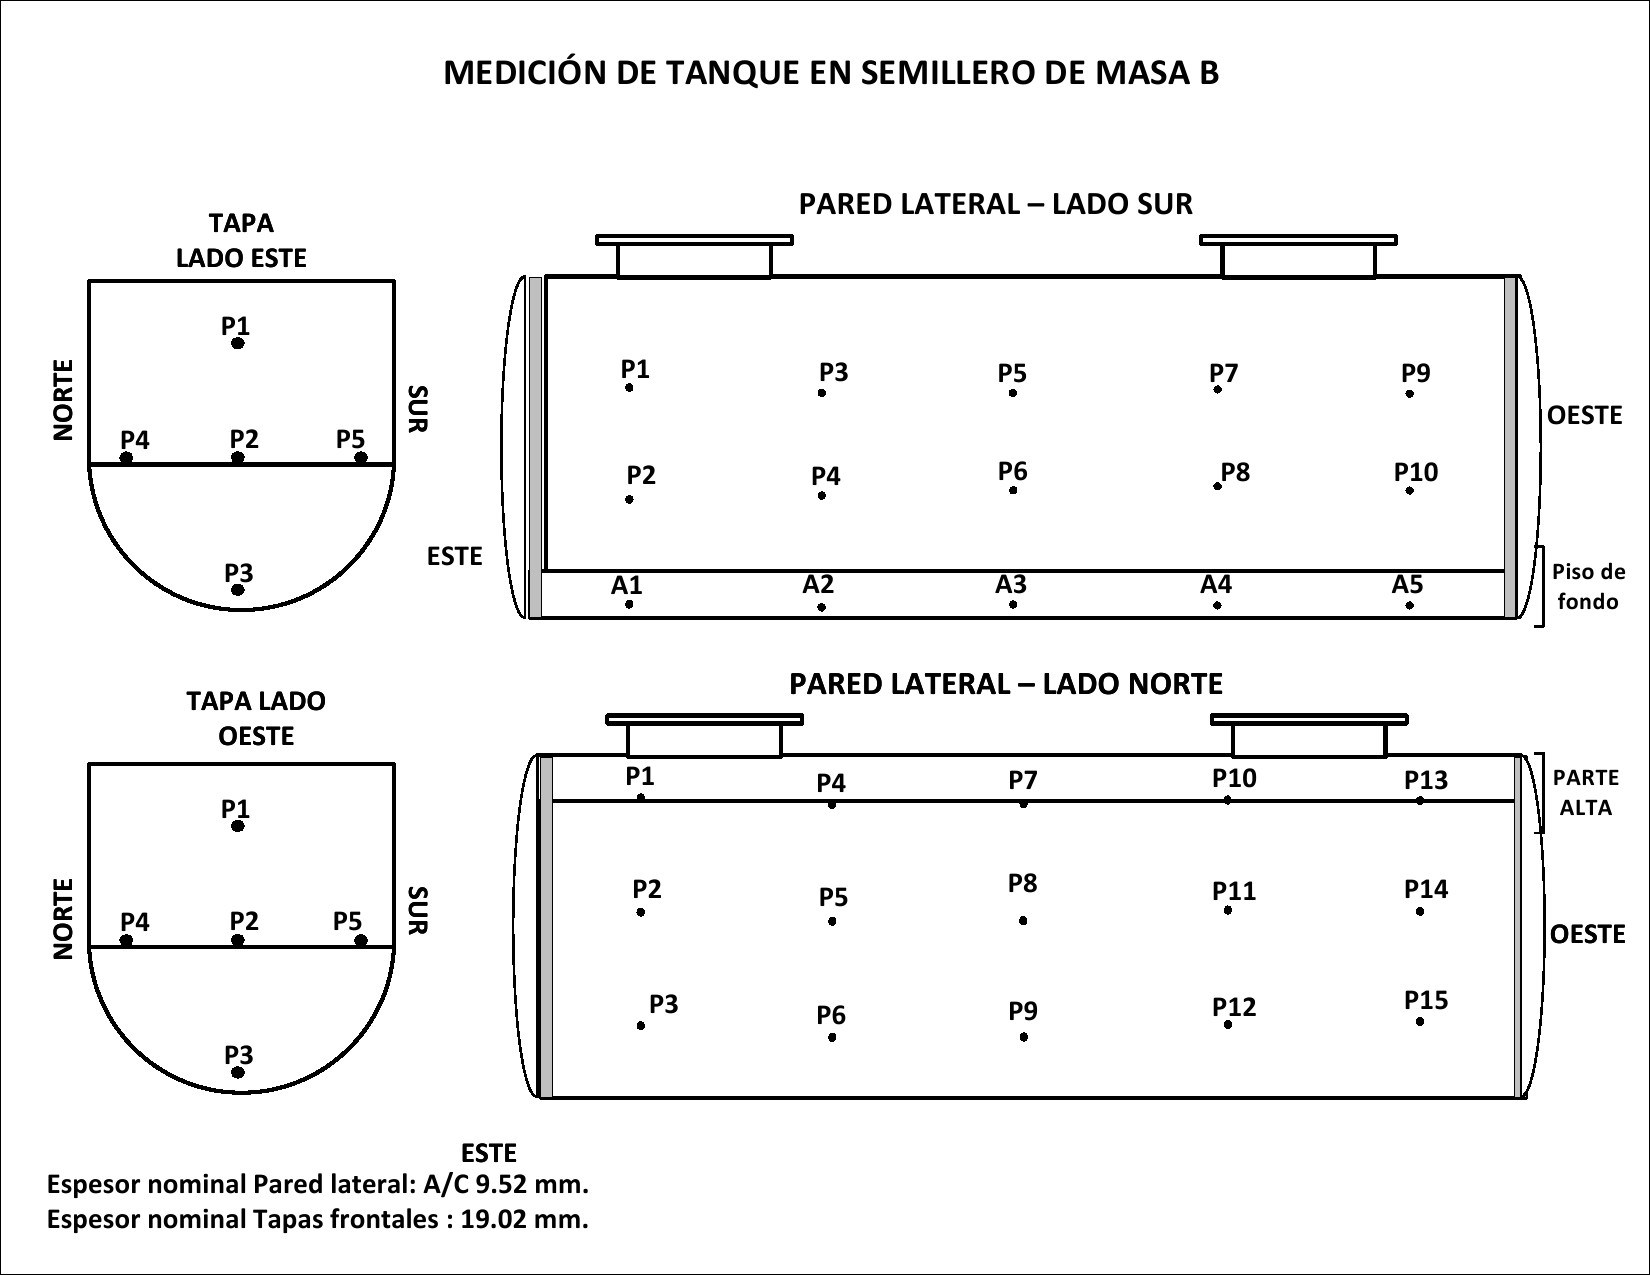 MEDICIÓN DE TANQUE EN SEMILLERO DE MASA B
TAPA
LADO ESTE
NORTE
SUR
P1
P4
P2
P5
P3
PARED LATERAL – LADO SUR
P1
P3
P5
P7
P9
OESTE
P2
P4
P6
P8
P10
ESTE
A1
A2
A3
A4
A5
Piso de
fondo
TAPA LADO
OESTE
NORTE
SUR
P1
P4
P2
P5
P3
PARED LATERAL – LADO NORTE
P1
P4
P7
P10
P13
PARTE
ALTA
P2
P5
P8
P11
P14
OESTE
P3
P6
P9
P12
P15
ESTE
Espesor nominal Pared lateral: A/C 9.52 mm.
Espesor nominal Tapas frontales : 19.02 mm.